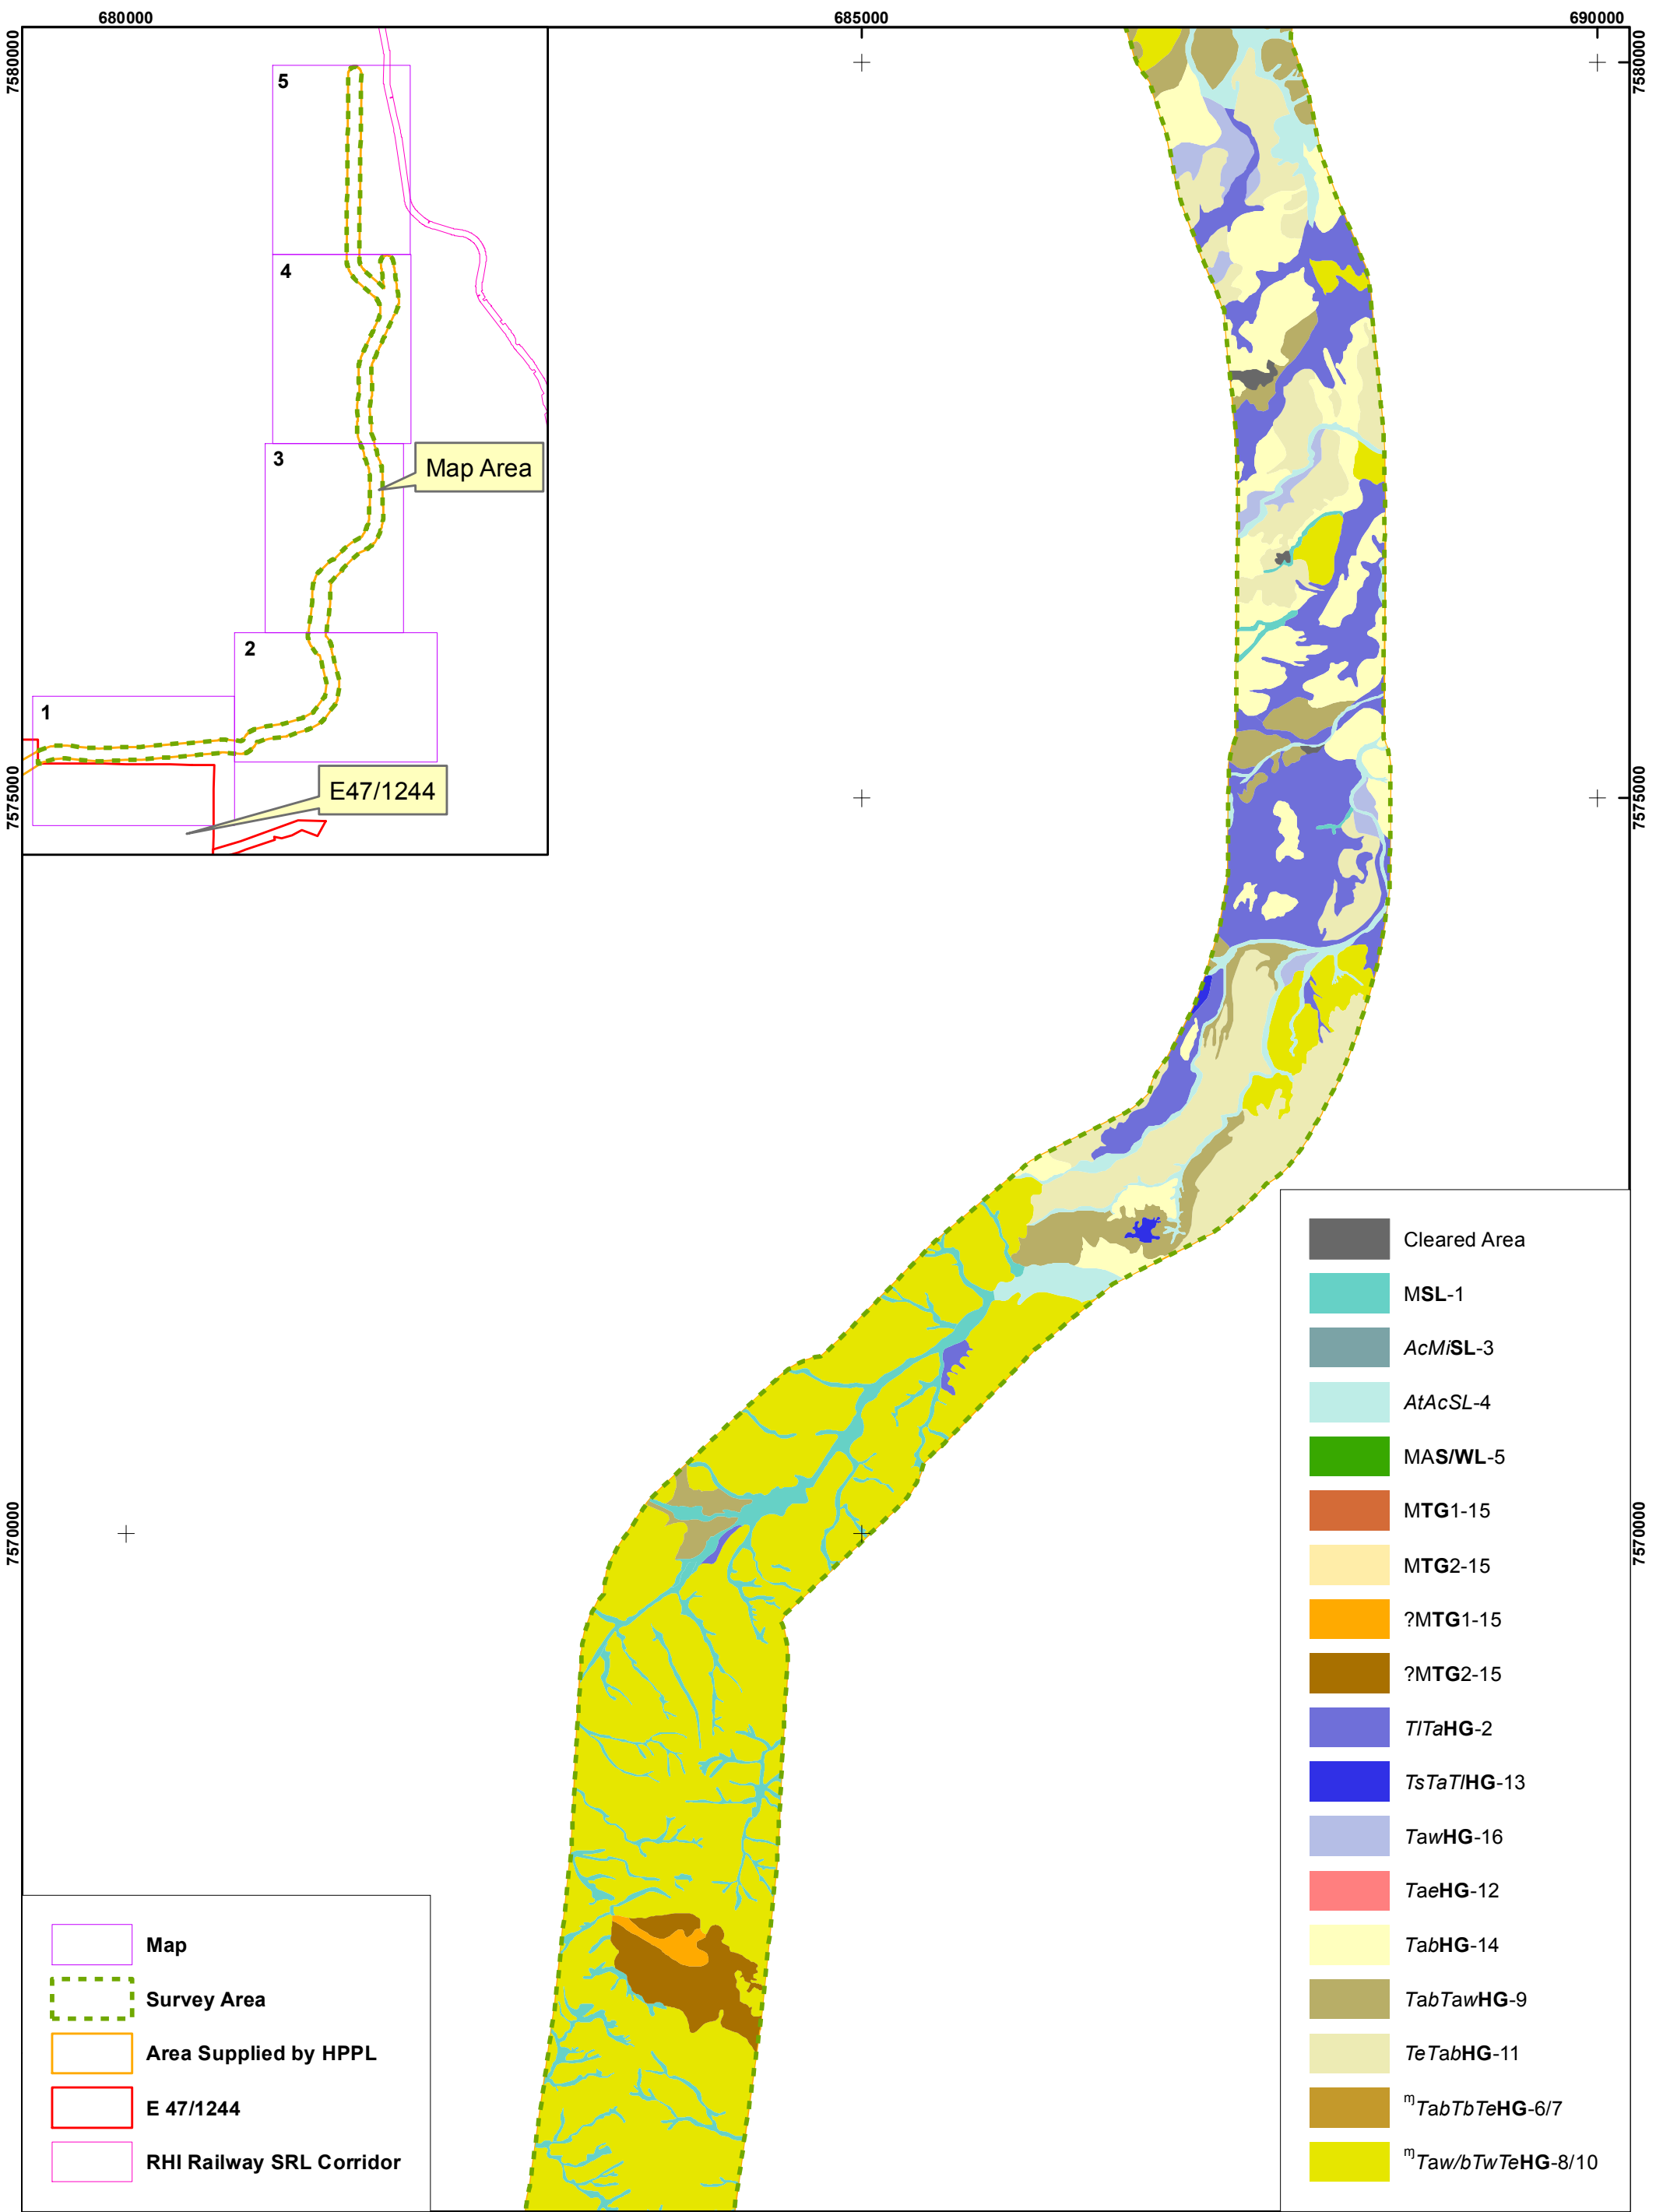 680000
685000
690000
7580000
7580000
5
4
3
Map Area
2
1
E47/1244
7575000
7575000
7570000
7570000
Cleared Area
MSL-1
AcMiSL-3
AtAcSL-4
MAS/WL-5
MTG1-15
MTG2-15
?MTG1-15
?MTG2-15
TlTaHG-2
TsTaTlHG-13
TawHG-16
TaeHG-12
TabHG-14
TabTawHG-9
TeTabHG-11
mTabTbTeHG-6/7
mTaw/bTwTeHG-8/10
Map
Survey Area
Area Supplied by HPPL
E 47/1244
RHI Railway SRL Corridor